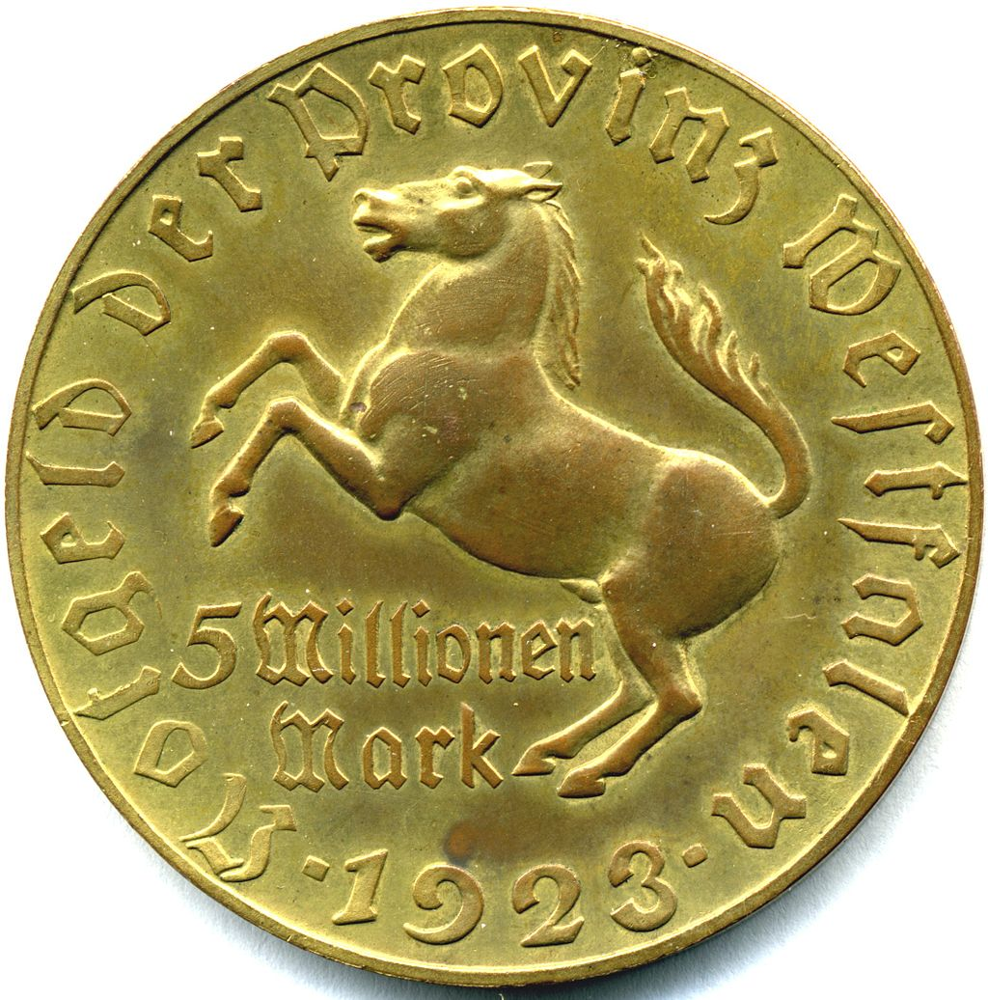 Notgeld der Provinz Westfalen
5 Millionen
Mark
·1923·